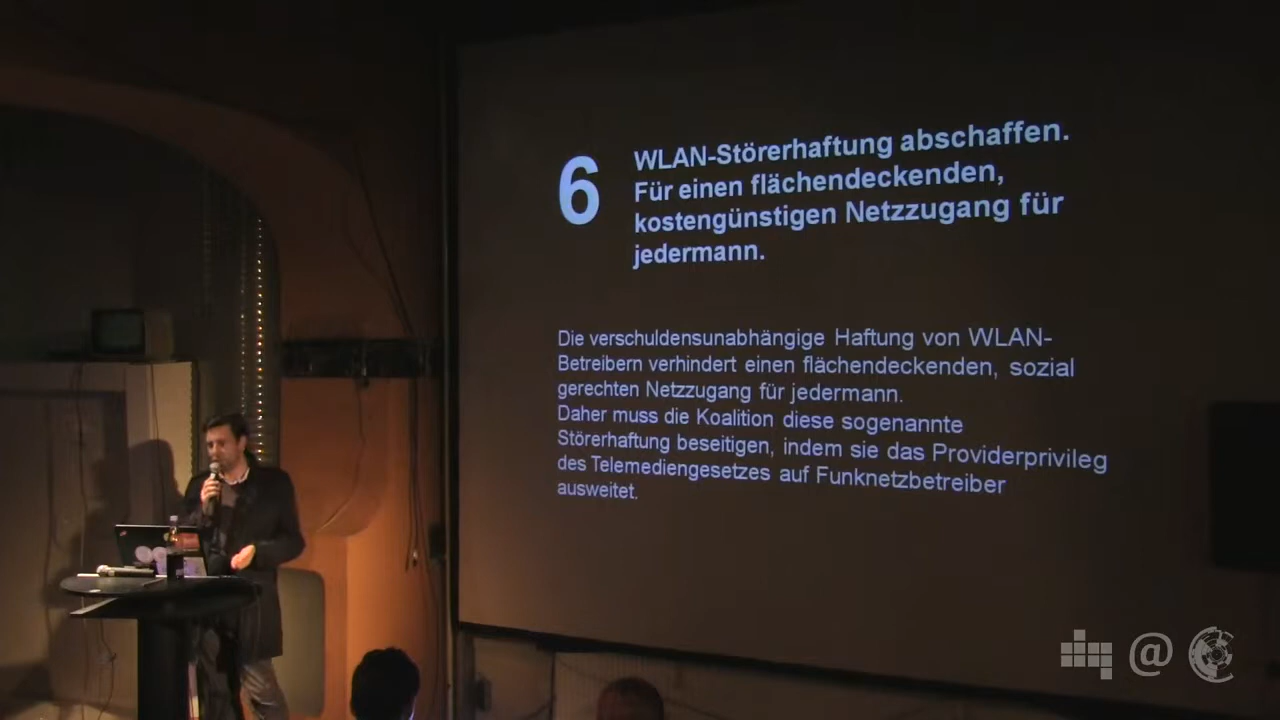 6
WLAN-Störerhaftung abschaffen.
Für einen flächendeckenden,
kostengünstigen Netzzugang für
jedermann.
Die verschuldensunabhängige Haftung von WLAN-
Betreibern verhindert einen flächendeckenden, sozial
gerechten Netzzugang für jedermann.
Daher muss die Koalition diese sogenannte
Störerhaftung beseitigen, indem sie das Providerprivileg
des Telemediengesetzes auf Funknetzbetreiber
ausweitet.
@